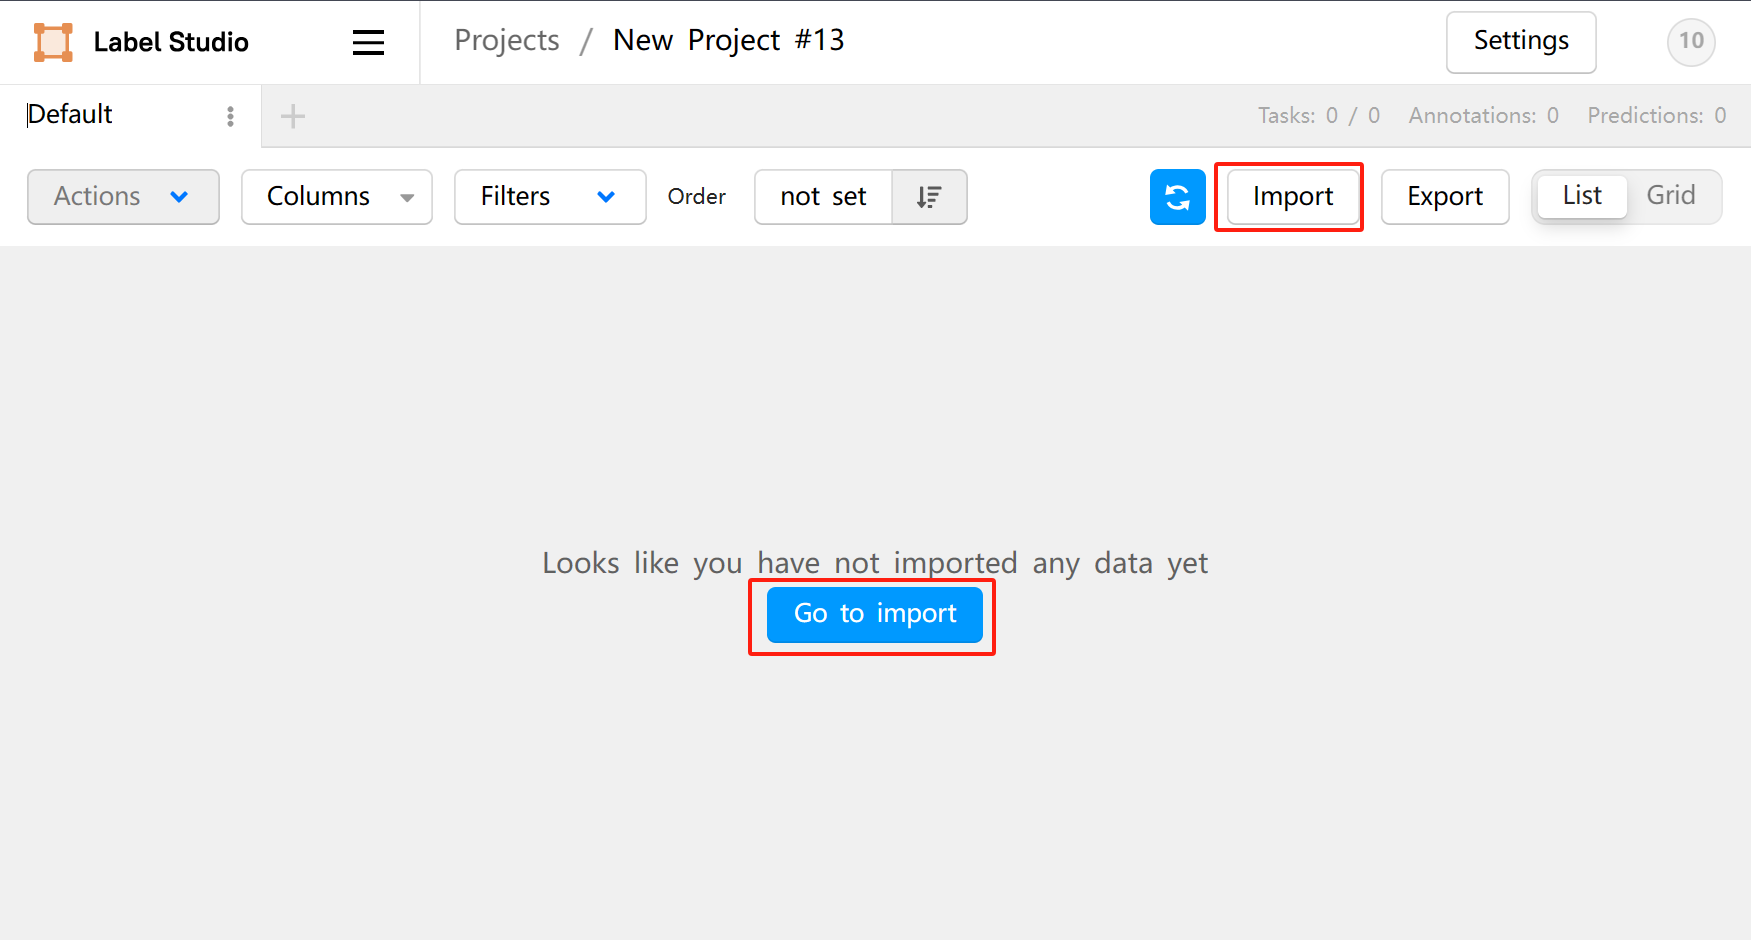 Label Studio
Projects / New Project #13
Settings
10
Default
Tasks: 0 / 0 Annotations: 0 Predictions: 0
Actions Columns Filters Order not set Import Export List Grid
Looks like you have not imported any data yet
Go to import